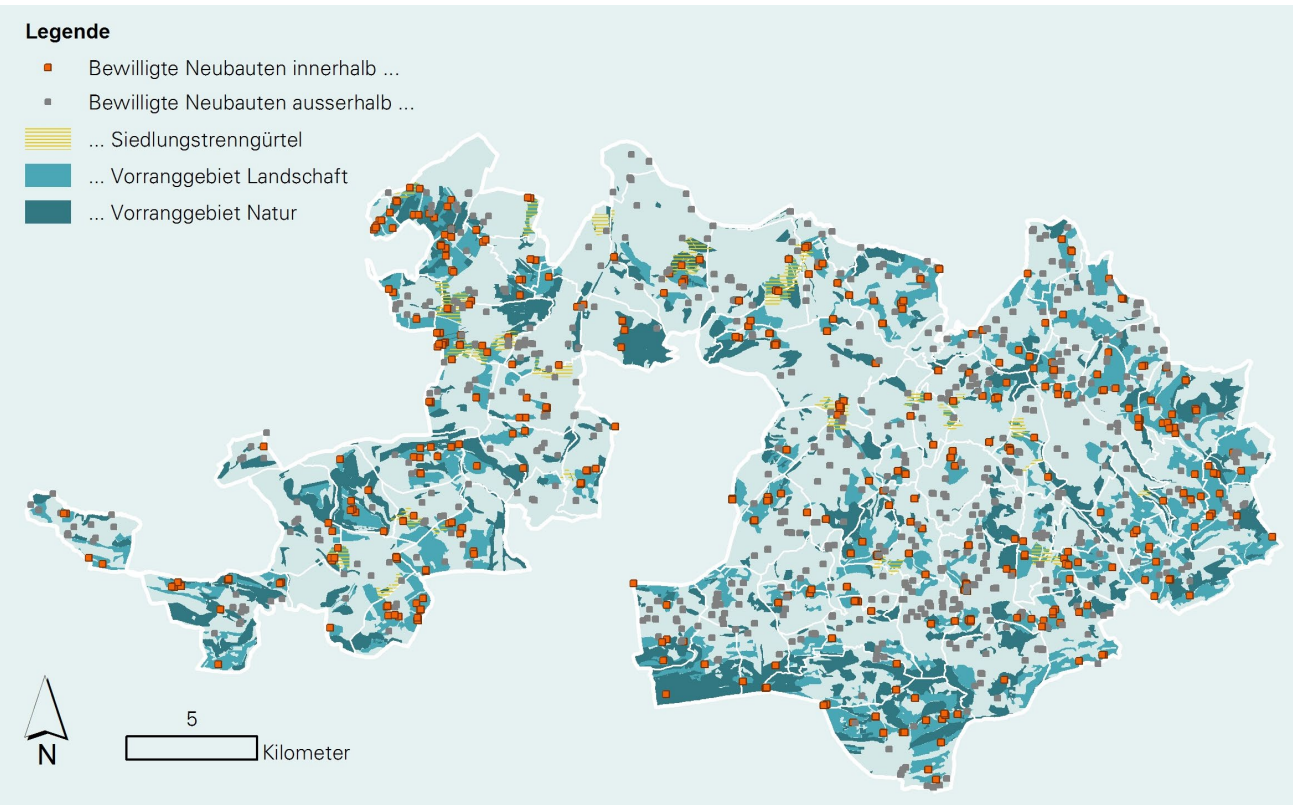 Legende
Bewilligte Neubauten innerhalb ...
Bewilligte Neubauten ausserhalb ...
... Siedlungstrenngürtel
... Vorranggebiet Landschaft
... Vorranggebiet Natur
5
Kilometer
N